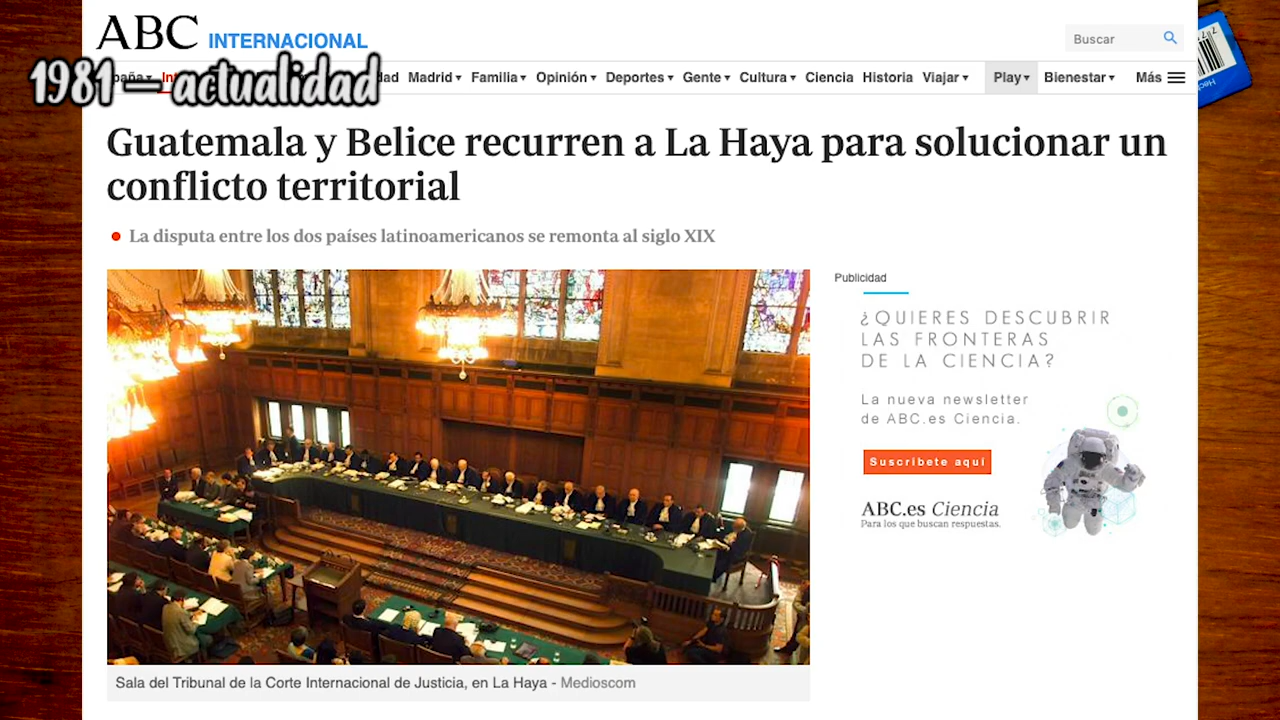 ABC INTERNACIONAL
Buscar
1981 — actualidad
Madrid Familia Opinión Deportes Gente Cultura Ciencia Historia Viajar Play Bienestar Más
Guatemala y Belice recurren a La Haya para solucionar un
conflicto territorial
La disputa entre los dos países latinoamericanos se remonta al siglo XIX
Publicidad
¿QUIERES DESCUBRIR
LAS FRONTERAS
DE LA CIENCIA?
La nueva newsletter
de ABC.es Ciencia.
Suscríbete aquí
ABC.es Ciencia
Para los que buscan respuestas.
Sala del Tribunal de la Corte Internacional de Justicia, en La Haya - Medioscom